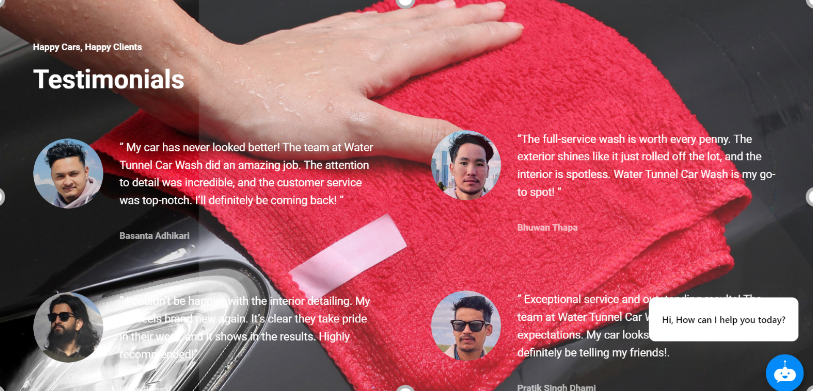 Happy Cars, Happy Clients
Testimonials
“ My car has never looked better! The team at Water
Tunnel Car Wash did an amazing job. The attention
to detail was incredible, and the customer service
was top-notch. I'll definitely be coming back! ”
Basanta Adhikari
“The full-service wash is worth every penny. The
exterior shines like it just rolled off the lot, and the
interior is spotless. Water Tunnel Car Wash is my go-
to spot! ”
Bhuwan Thapa
couldn't be happier with the interior detailing. My
feels brand new again. It's clear they take pride
in their work and it shows in the results. Highly
recommended!”
“ Exceptional service and outstanding results! The
team at Water Tunnel Car
expectations. My car looks
definitely be telling my friends!.
Pratik Singh Dhami
Hi, How can I help you today?